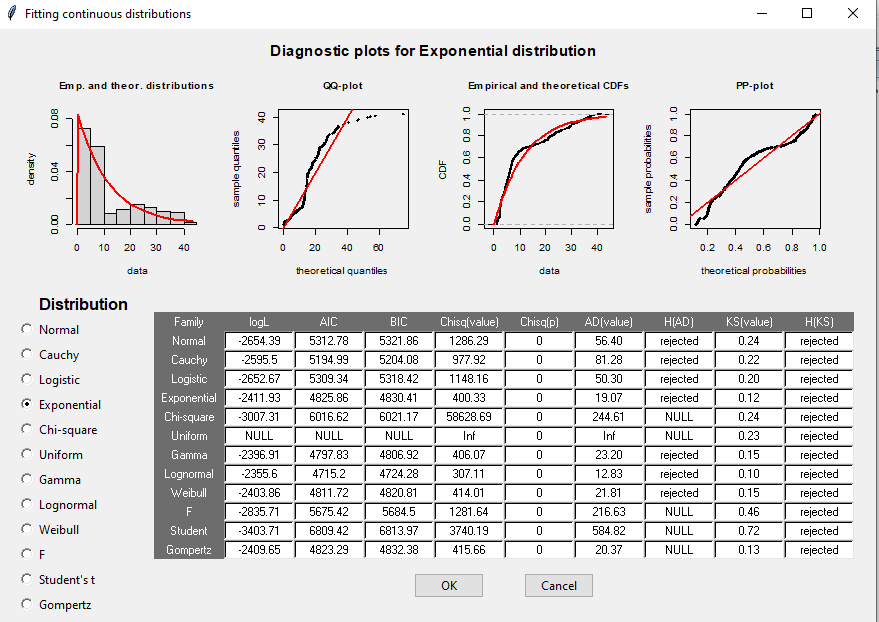 Fitting continuous distributions
Diagnostic plots for Exponential distribution
Emp. and theor. distributions
density
0.00 0.04 0.08
0 10 20 30 40
data
QQ-plot
sample quantiles
0 10 20 30 40
0 20 40 60
theoretical quantiles
Empirical and theoretical CDFs
CDF
0.0 0.2 0.4 0.6 0.8 1.0
0 10 20 30 40
data
PP-plot
sample probabilities
0.0 0.2 0.4 0.6 0.8 1.0
0.2 0.4 0.6 0.8 1.0
theoretical probabilities
Distribution
Normal
Cauchy
Logistic
Exponential
Chi-square
Uniform
Gamma
Lognormal
Weibull
F
Student's t
Gompertz
Family logL AIC BIC Chisq(value) Chisq(p) AD(value) H(AD) KS(value) H(KS)
Normal -2654.39 5312.78 5321.86 1286.29 0 56.40 rejected 0.24 rejected
Cauchy -2595.5 5194.99 5204.08 977.92 0 81.28 rejected 0.22 rejected
Logistic -2652.67 5309.34 5318.42 1148.16 0 50.30 rejected 0.20 rejected
Exponential -2411.93 4825.86 4830.41 400.33 0 19.07 rejected 0.12 rejected
Chi-square -3007.31 6016.62 6021.17 58628.69 0 244.61 NULL 0.24 rejected
Uniform NULL NULL NULL Inf 0 Inf NULL 0.23 rejected
Gamma -2396.91 4797.83 4806.92 406.07 0 23.20 rejected 0.15 rejected
Lognormal -2355.6 4715.2 4724.28 307.11 0 12.83 rejected 0.10 rejected
Weibull -2403.86 4811.72 4820.81 414.01 0 21.81 rejected 0.15 rejected
F -2835.71 5675.42 5684.5 1281.64 0 216.63 NULL 0.46 rejected
Student -3403.71 6809.42 6813.97 3740.19 0 584.82 NULL 0.72 rejected
Gompertz -2409.65 4823.29 4832.38 415.66 0 20.37 NULL 0.13 rejected
OK Cancel